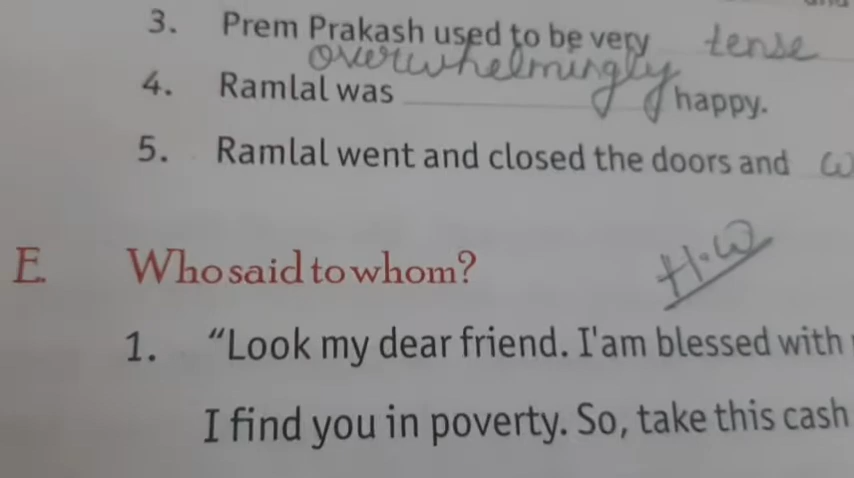 3. Prem Prakash used to be very tense
4. Ramlal was overwhelmingly happy.
5. Ramlal went and closed the doors and
E. Who said to whom? H.W
1. "Look my dear friend. I'am blessed with
I find you in poverty. So, take this cash